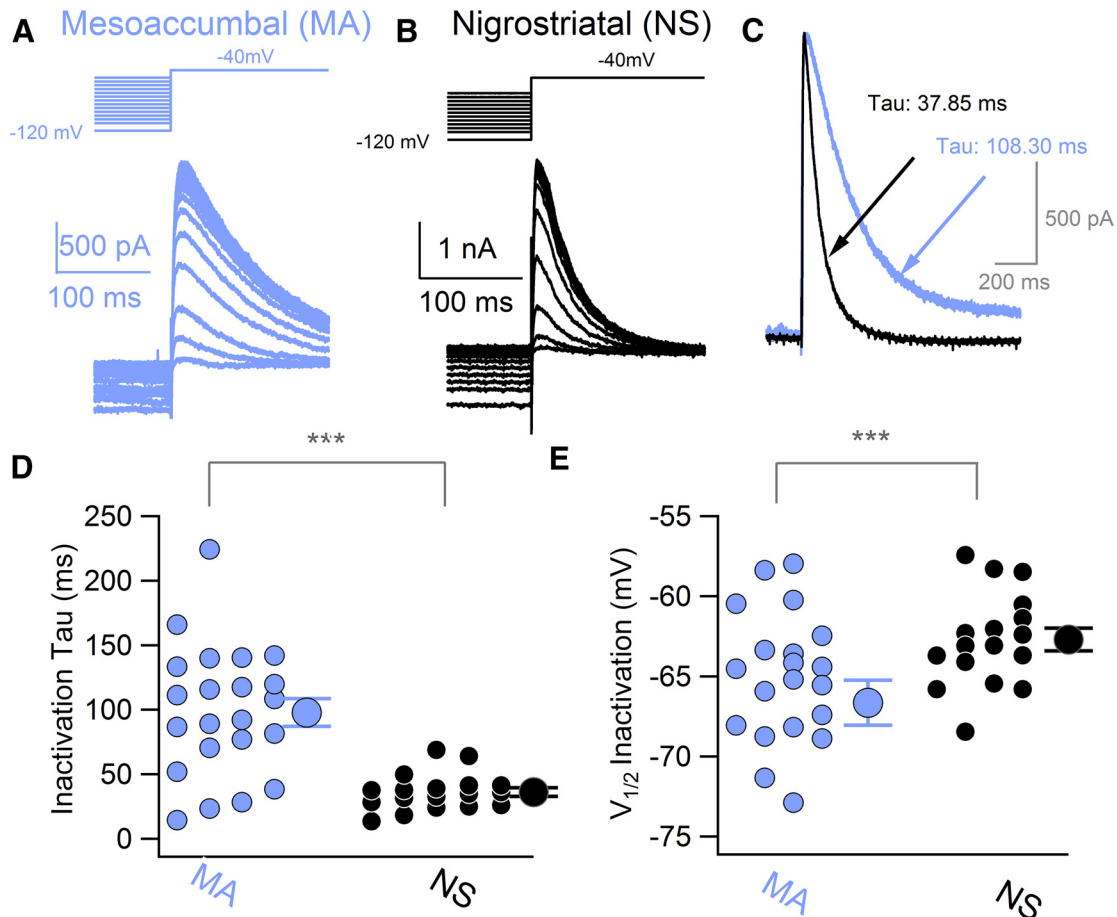 A Mesoaccumbal (MA)
-40mV
-120 mV
500 pA
100 ms
B Nigrostriatal (NS)
-40mV
-120 mV
1 nA
100 ms
C
Tau: 37.85 ms
Tau: 108.30 ms
500 pA
200 ms
D
***
Inactivation Tau (ms)
250
200
150
100
50
0
MA
NS
E
***
V1/2 Inactivation (mV)
-55
-60
-65
-70
-75
MA
NS